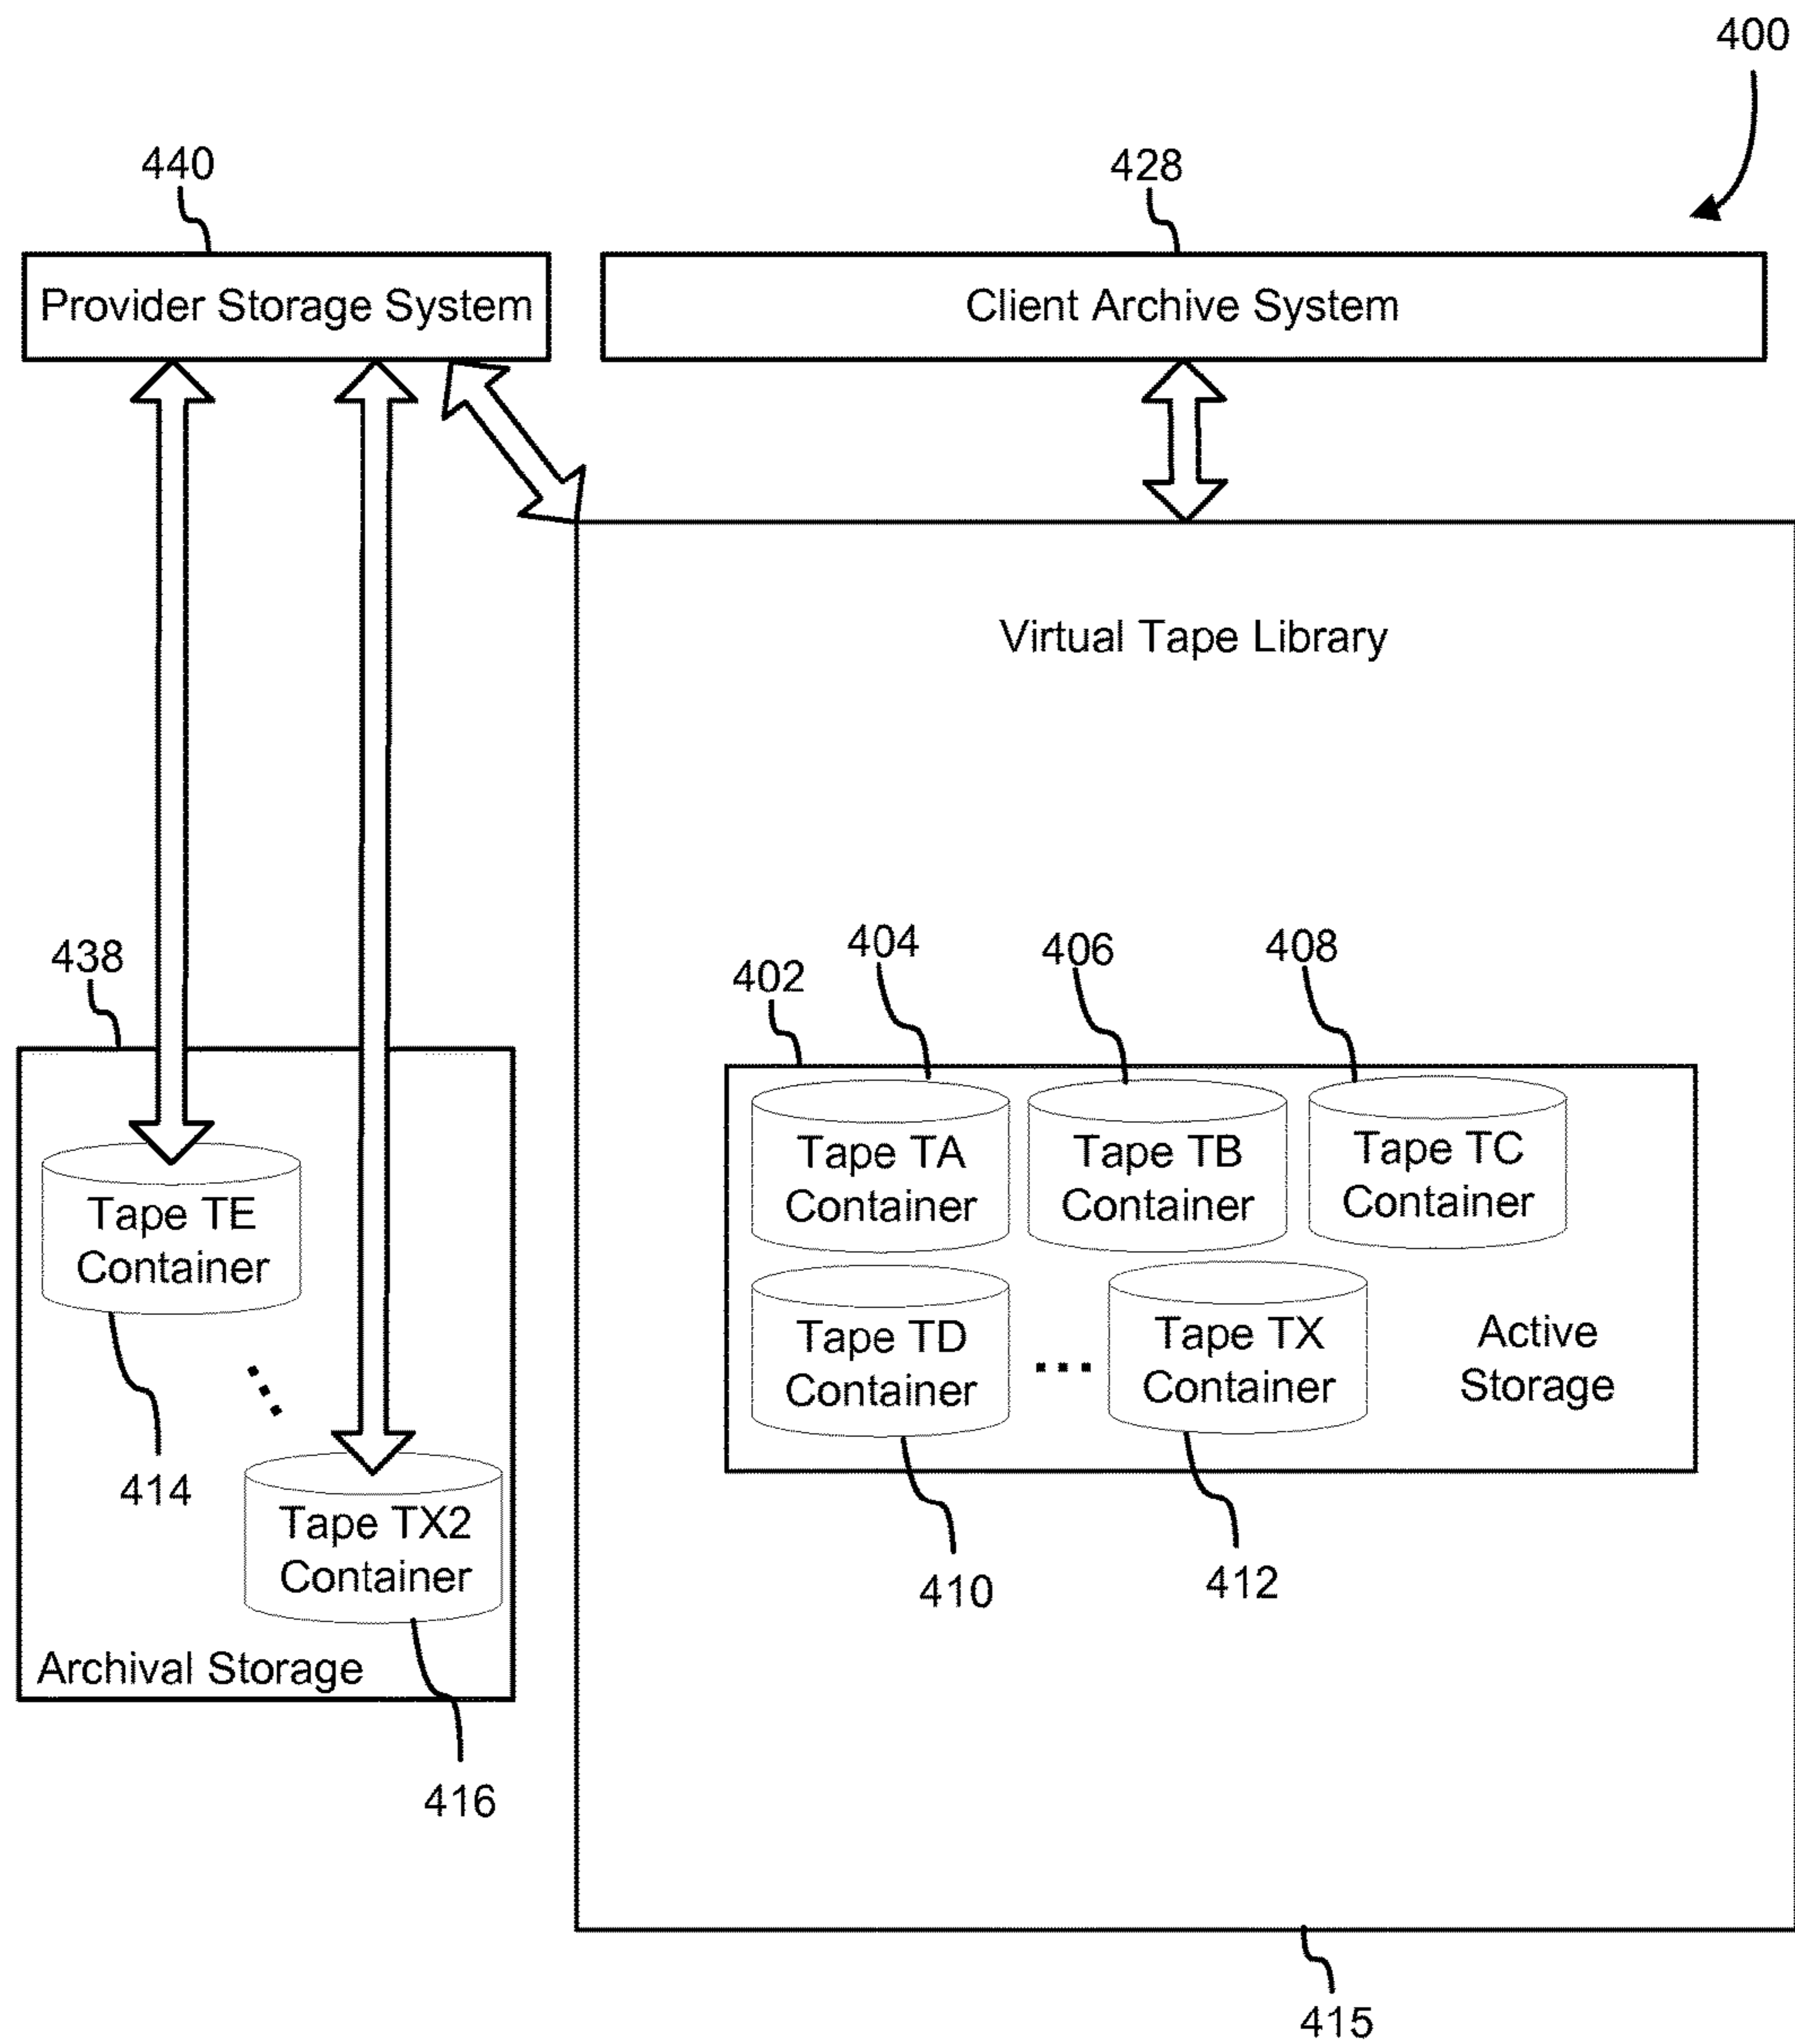 400
440
428
Provider Storage System
Client Archive System
Virtual Tape Library
438
402
404
406
408
Tape TA
Container
Tape TB
Container
Tape TC
Container
Tape TE
Container
Tape TD
Container
...
Tape TX
Container
Active
Storage
414
...
Tape TX2
Container
410
412
Archival Storage
416
415